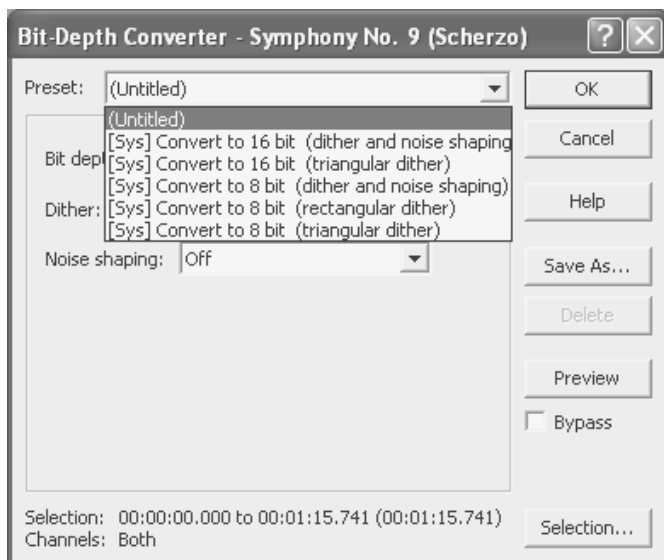 Bit-Depth Converter - Symphony No. 9 (Scherzo)
Preset: (Untitled)
OK
(Untitled)
[Sys] Convert to 16 bit (dither and noise shaping
Cancel
[Sys] Convert to 16 bit (triangular dither)
[Sys] Convert to 8 bit (dither and noise shaping)
[Sys] Convert to 8 bit (rectangular dither)
[Sys] Convert to 8 bit (triangular dither)
Bit dept
Dither:
Help
Noise shaping: Off
Save As...
Delete
Preview
Bypass
Selection: 00:00:00.000 to 00:01:15.741 (00:01:15.741)
Channels: Both
Selection...